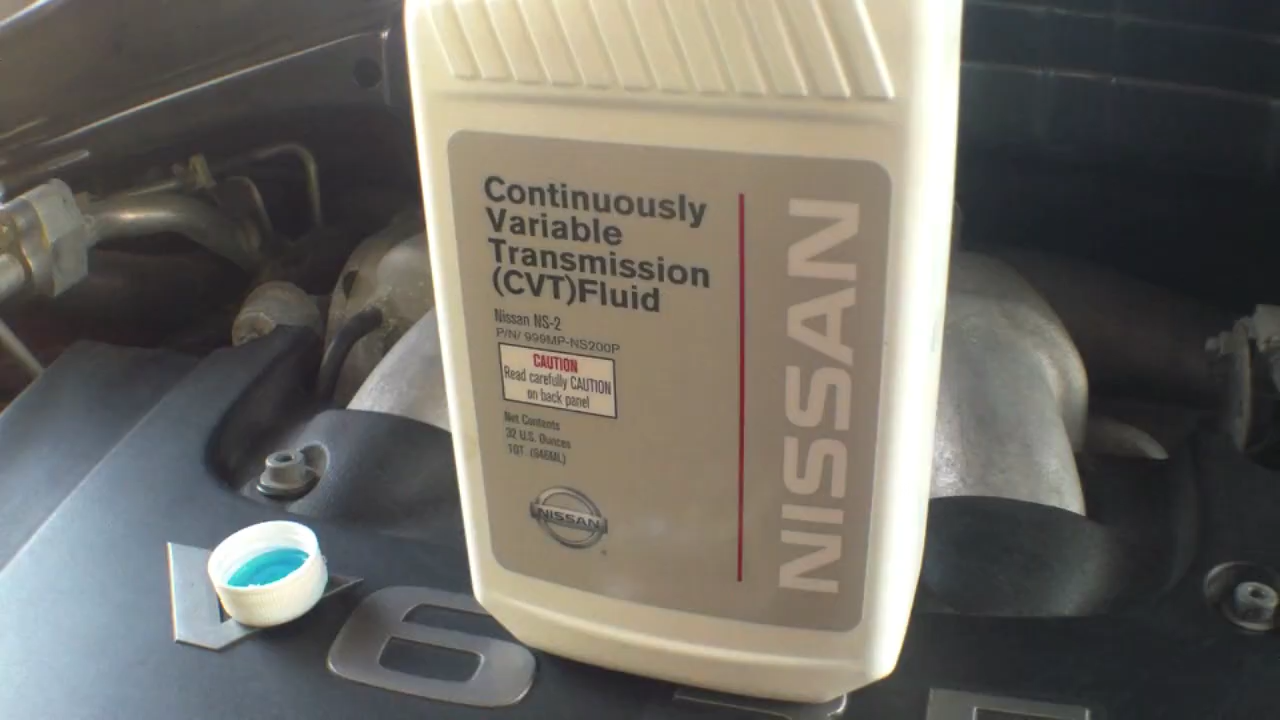 Continuously
Variable
Transmission
(CVT)Fluid
Nissan NS-2
P/N/ 999MP-NS200P
CAUTION
Read carefully CAUTION
on back panel
Net Contents
32 U.S. Ounces
1QT. (946ML)
NISSAN
NISSAN
V6